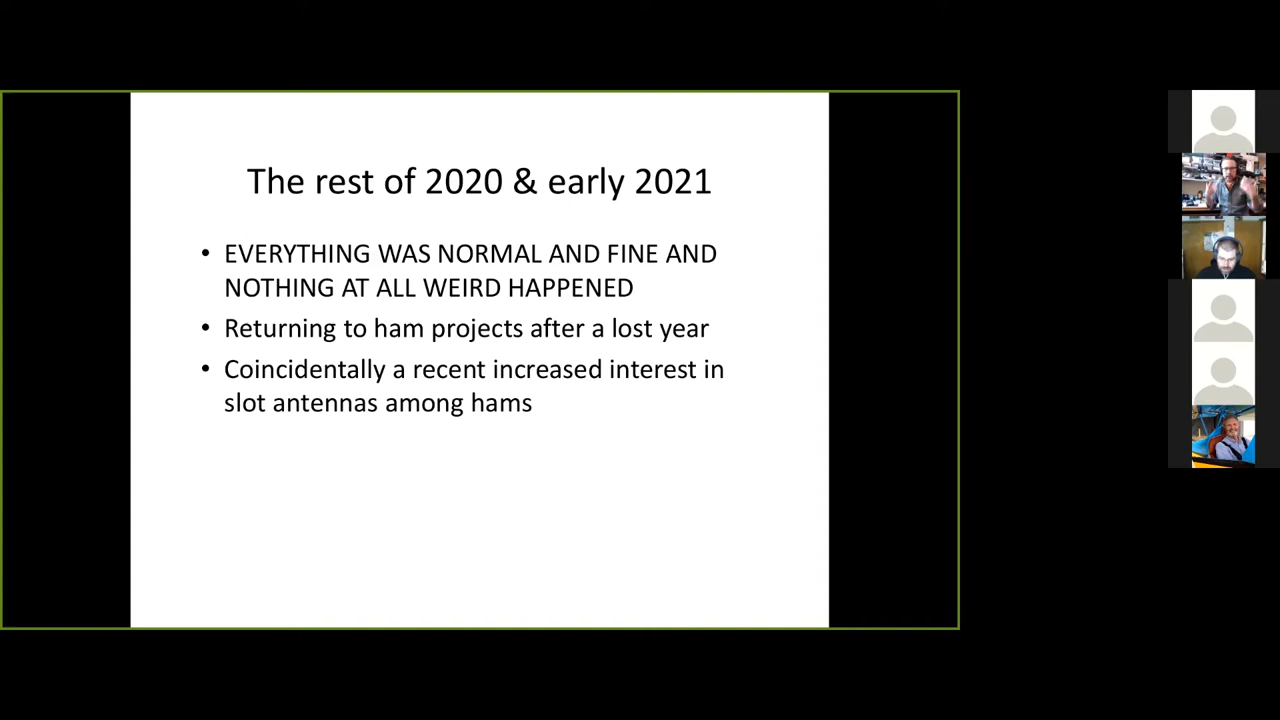 The rest of 2020 & early 2021
• EVERYTHING WAS NORMAL AND FINE AND
NOTHING AT ALL WEIRD HAPPENED
• Returning to ham projects after a lost year
• Coincidentally a recent increased interest in
slot antennas among hams